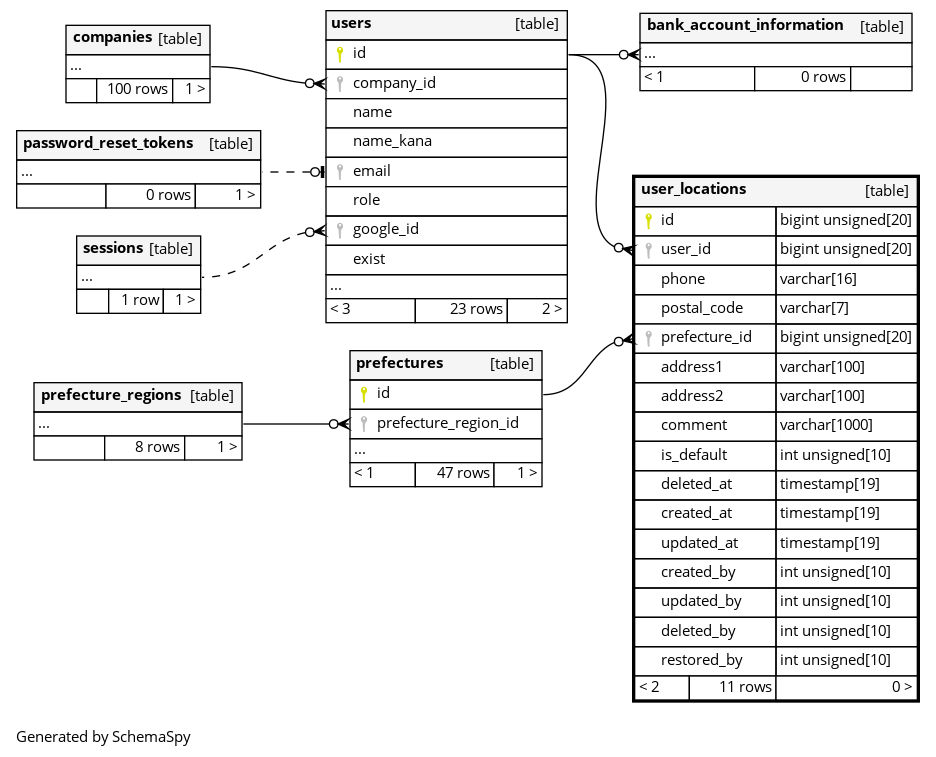 companies [table]
...
100 rows 1 >
password_reset_tokens [table]
...
0 rows 1 >
sessions [table]
...
1 row 1 >
users [table]
id
company_id
name
name_kana
email
role
google_id
exist
...
< 3 23 rows 2 >
bank_account_information [table]
...
< 1 0 rows
prefecture_regions [table]
...
8 rows 1 >
prefectures [table]
id
prefecture_region_id
...
< 1 47 rows 1 >
user_locations [table]
id bigint unsigned[20]
user_id bigint unsigned[20]
phone varchar[16]
postal_code varchar[7]
prefecture_id bigint unsigned[20]
address1 varchar[100]
address2 varchar[100]
comment varchar[1000]
is_default int unsigned[10]
deleted_at timestamp[19]
created_at timestamp[19]
updated_at timestamp[19]
created_by int unsigned[10]
updated_by int unsigned[10]
deleted_by int unsigned[10]
restored_by int unsigned[10]
< 2 11 rows 0 >
Generated by SchemaSpy